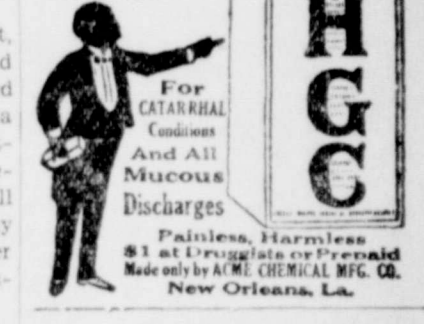 H
G
C
For
CATARRHAL
Conditions
And All
Mucous
Discharges
Painless, Harmless
$1 at Druggists or Prepaid
Made only by ACME CHEMICAL MFG. CO.
New Orleans, La.